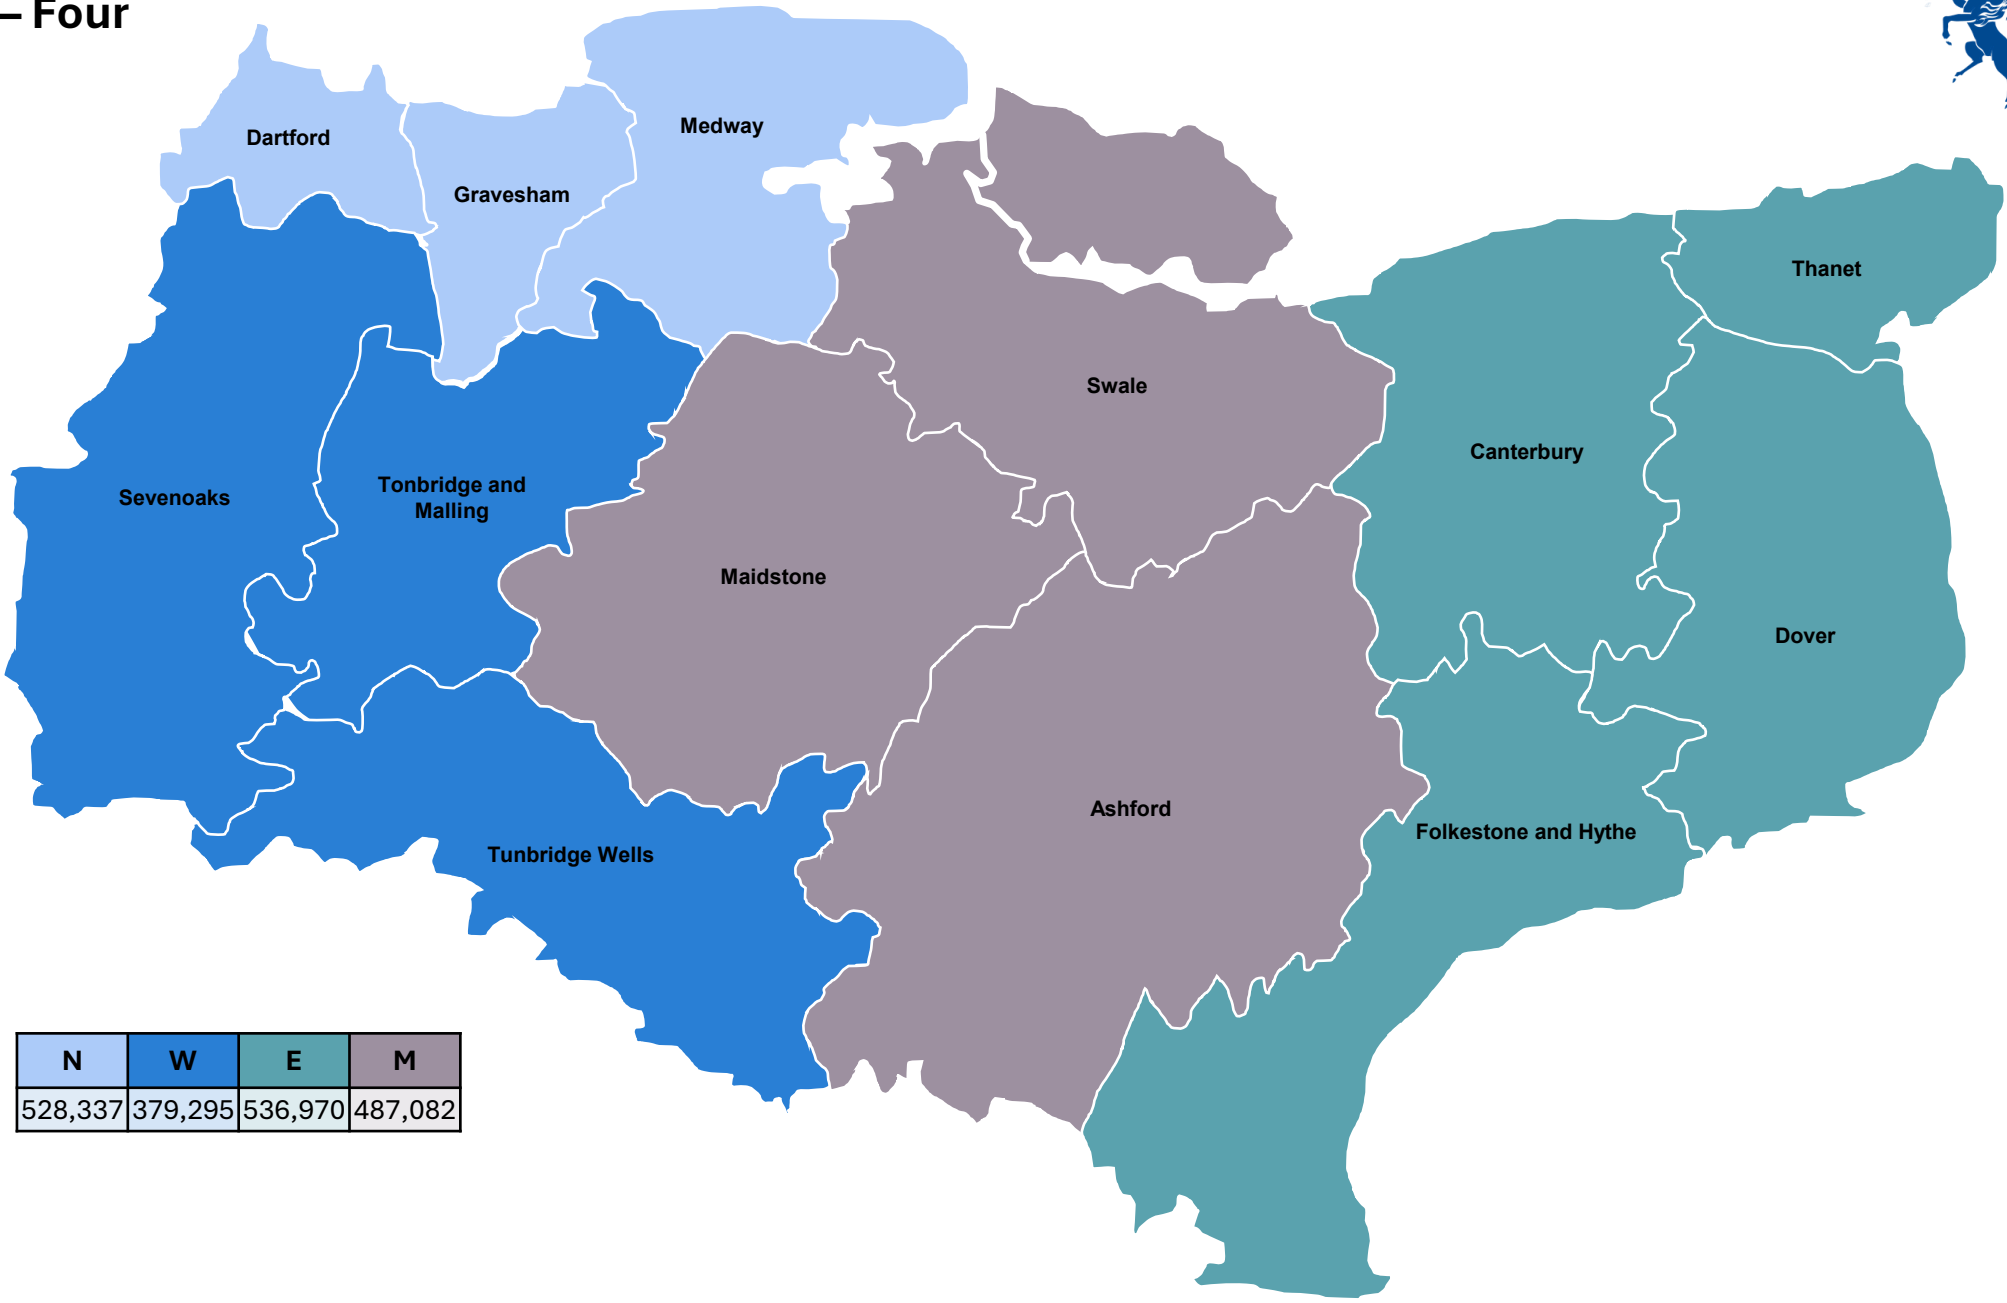 – Four
Medway
Dartford
Gravesham
Thanet
Swale
Canterbury
Sevenoaks
Tonbridge and
Malling
Maidstone
Dover
Ashford
Folkestone and Hythe
Tunbridge Wells
N W E M
528,337 379,295 536,970 487,082